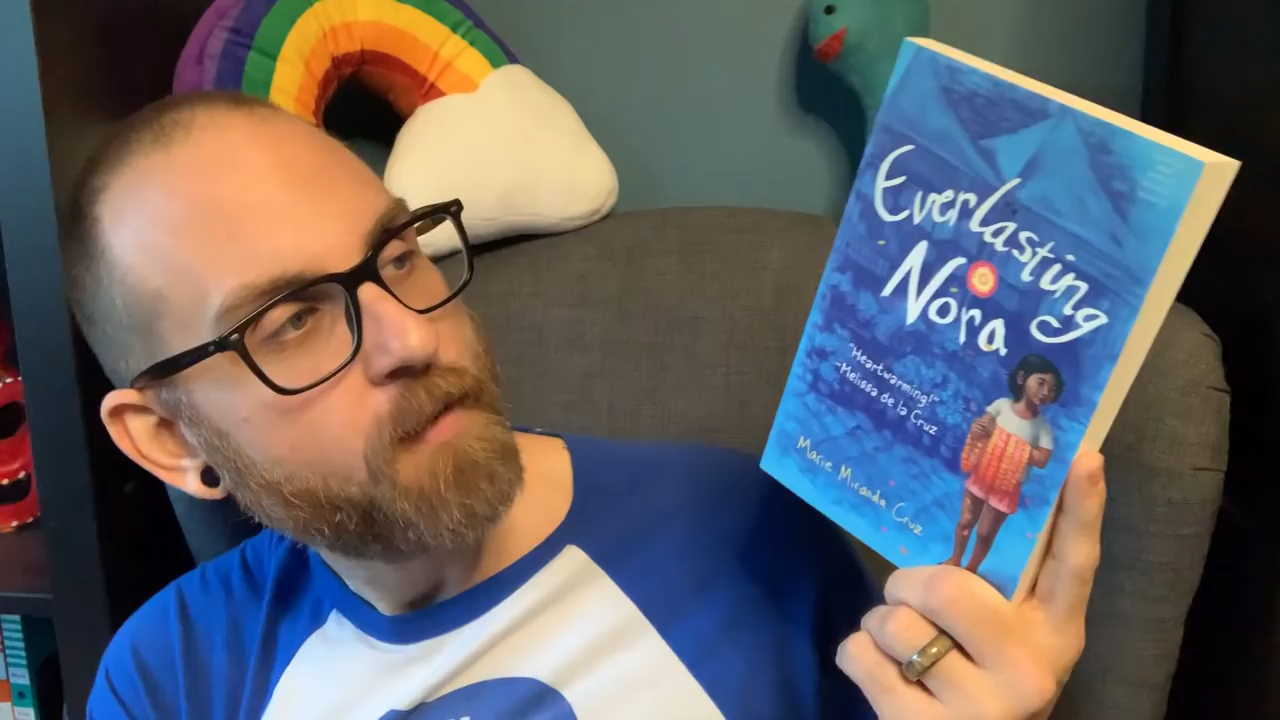 Everlasting
Nora
"Heartwarming!"
-Melissa de la Cruz
Marie Miranda Cruz